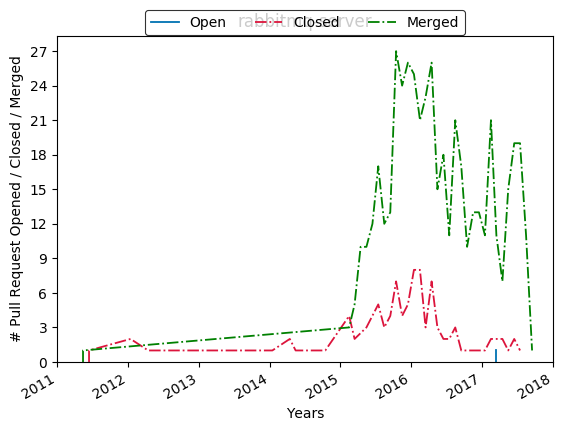 rabbitmq-server
Open Closed Merged
# Pull Request Opened / Closed / Merged
27
24
21
18
15
12
9
6
3
0
2011 2012 2013 2014 2015 2016 2017 2018
Years